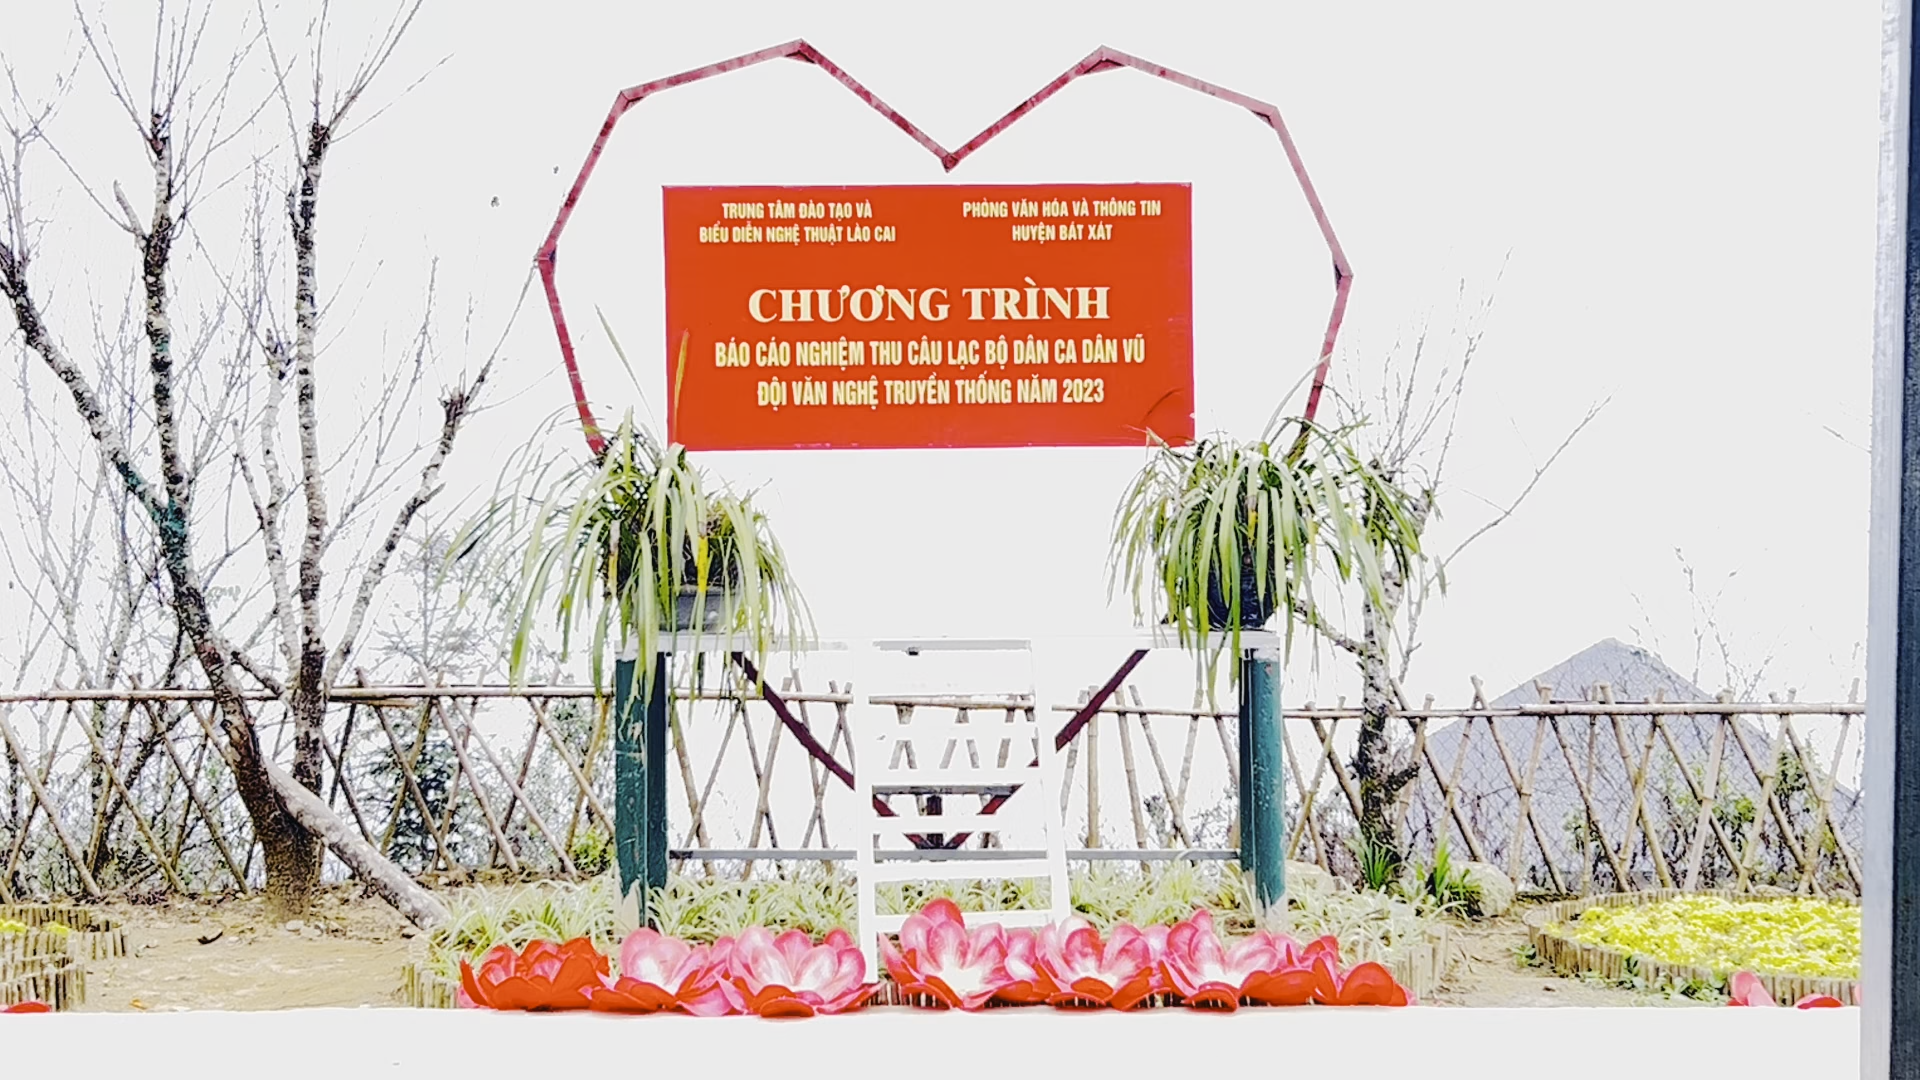 TRUNG TÂM ĐÀO TẠO VÀ
BIỂU DIỄN NGHỆ THUẬT LÀO CAI
PHÒNG VĂN HÓA VÀ THÔNG TIN
HUYỆN BÁT XÁT
CHƯƠNG TRÌNH
BÁO CÁO NGHIỆM THU CÂU LẠC BỘ DÂN CA DÂN VŨ
ĐỘI VĂN NGHỆ TRUYỀN THỐNG NĂM 2023